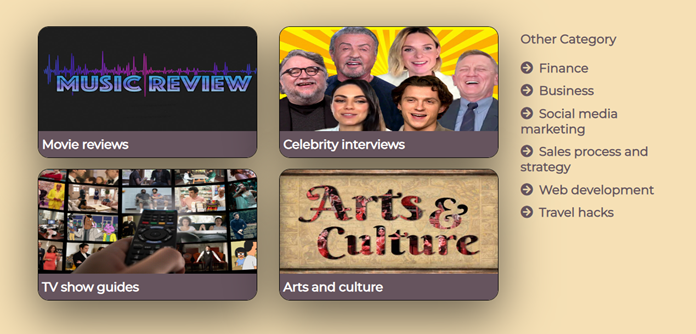 MUSIC REVIEW
Movie reviews
Celebrity interviews
Arts &
Culture
TV show guides
Arts and culture
Other Category
Finance
Business
Social media
marketing
Sales process and
strategy
Web development
Travel hacks